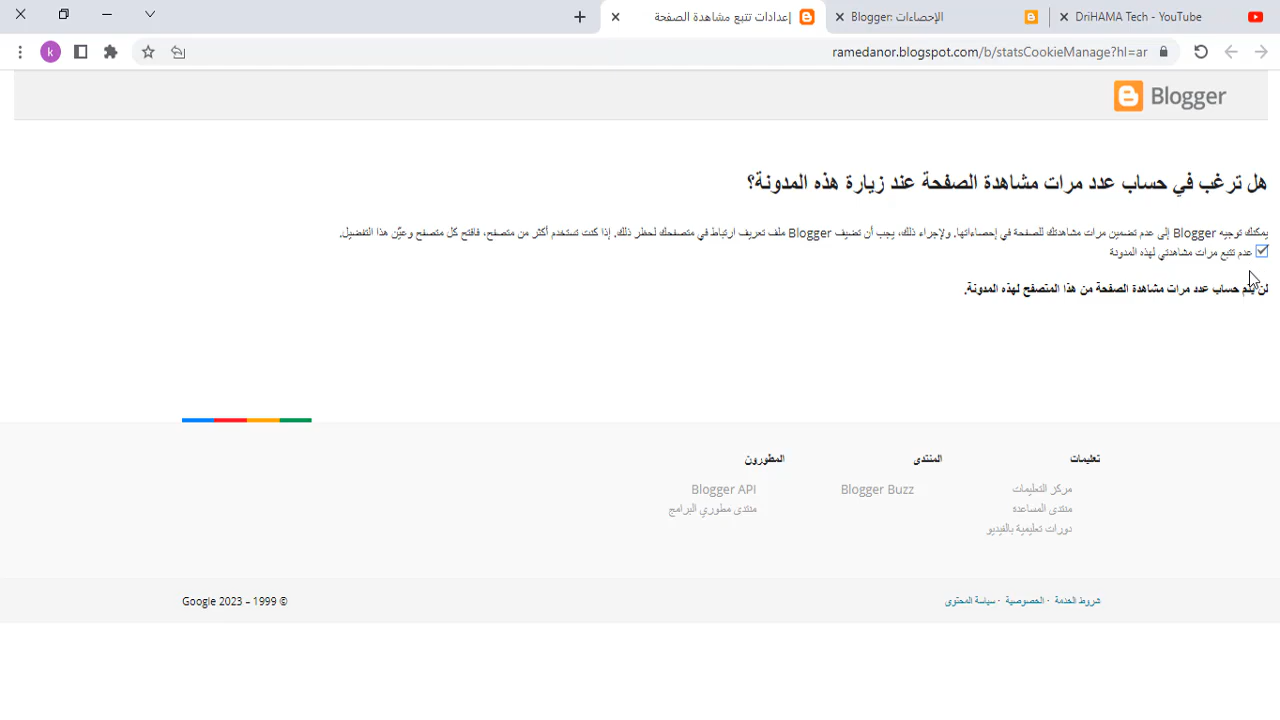 DriHAMA Tech - YouTube
Blogger: الإحصاءات
إعدادات تتبع مشاهدة الصفحة
ramedanor.blogspot.com/b/statsCookieManage?hl=ar
k
Blogger
هل ترغب في حساب عدد مرات مشاهدة الصفحة عند زيارة هذه المدونة؟
يمكنك توجيه Blogger إلى عدم تضمين مرات مشاهدتك للصفحة في إحصاءاتها. ولإجراء ذلك، يجب أن تضيف Blogger ملف تعريف ارتباط في متصفحك لحظر ذلك. إذا كنت تستخدم أكثر من متصفح، فافتح كل متصفح وعيّن هذا التفضيل.
عدم تتبع مرات مشاهدتي لهذه المدونة
لن يتم حساب عدد مرات مشاهدة الصفحة من هذا المتصفح لهذه المدونة.
تعليمات
مركز التعليمات
منتدى المساعدة
دورات تعليمية بالفيديو
المنتدى
Blogger Buzz
المطورون
Blogger API
منتدى مطوري البرامج
شروط الخدمة · الخصوصية · سياسة المحتوى
Google 2023 – 1999 ©